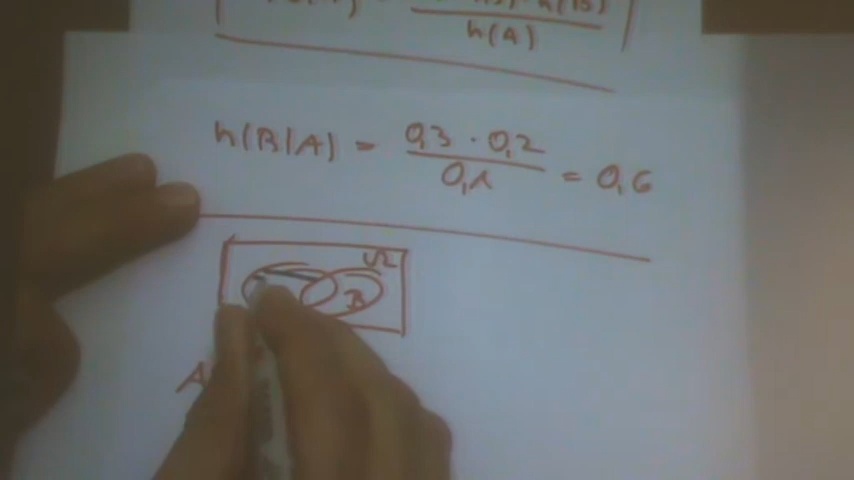 h(A)
h(B|A) = 0,3 · 0,2 / 0,1 = 0,6
Ω
B
A